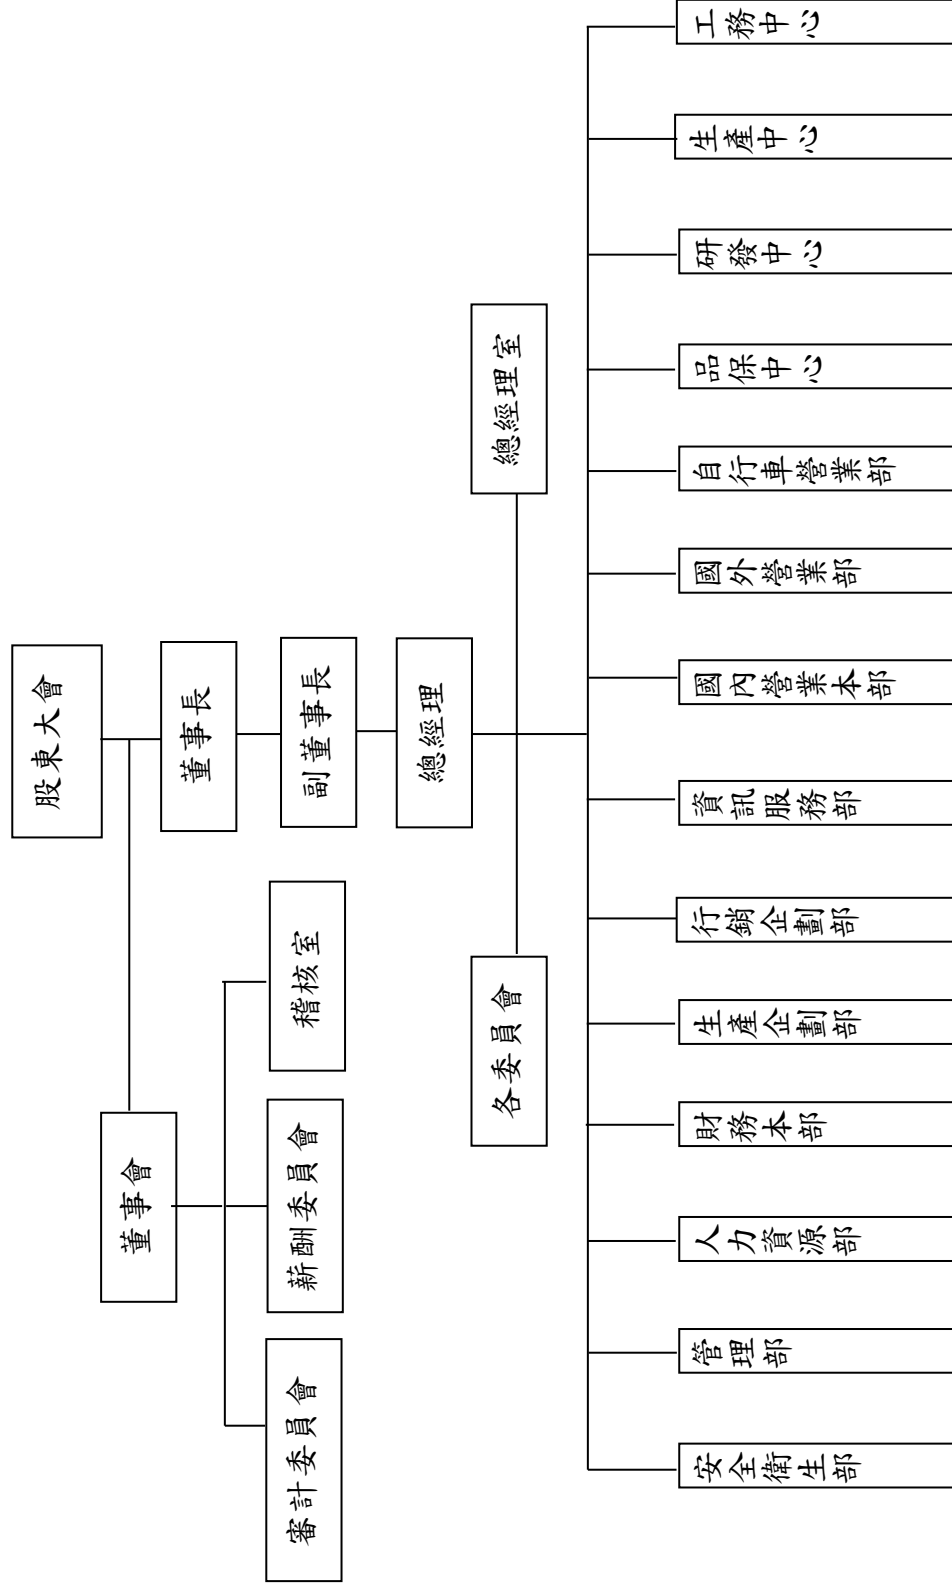 股東大會
董事會
董事長
審計委員會
薪酬委員會
稽核室
副董事長
總經理
各委員會
總經理室
安全衛生部
管理部
人力資源部
財務本部
生產企劃部
行銷企劃部
資訊服務部
國內營業本部
國外營業部
自行車營業部
品保中心
研發中心
生產中心
工務中心